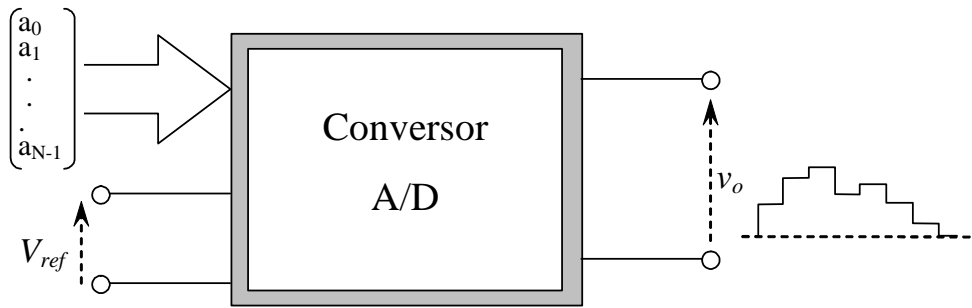 a0
a1
.
.
.
aN-1
Conversor
A/D
Vref
vo